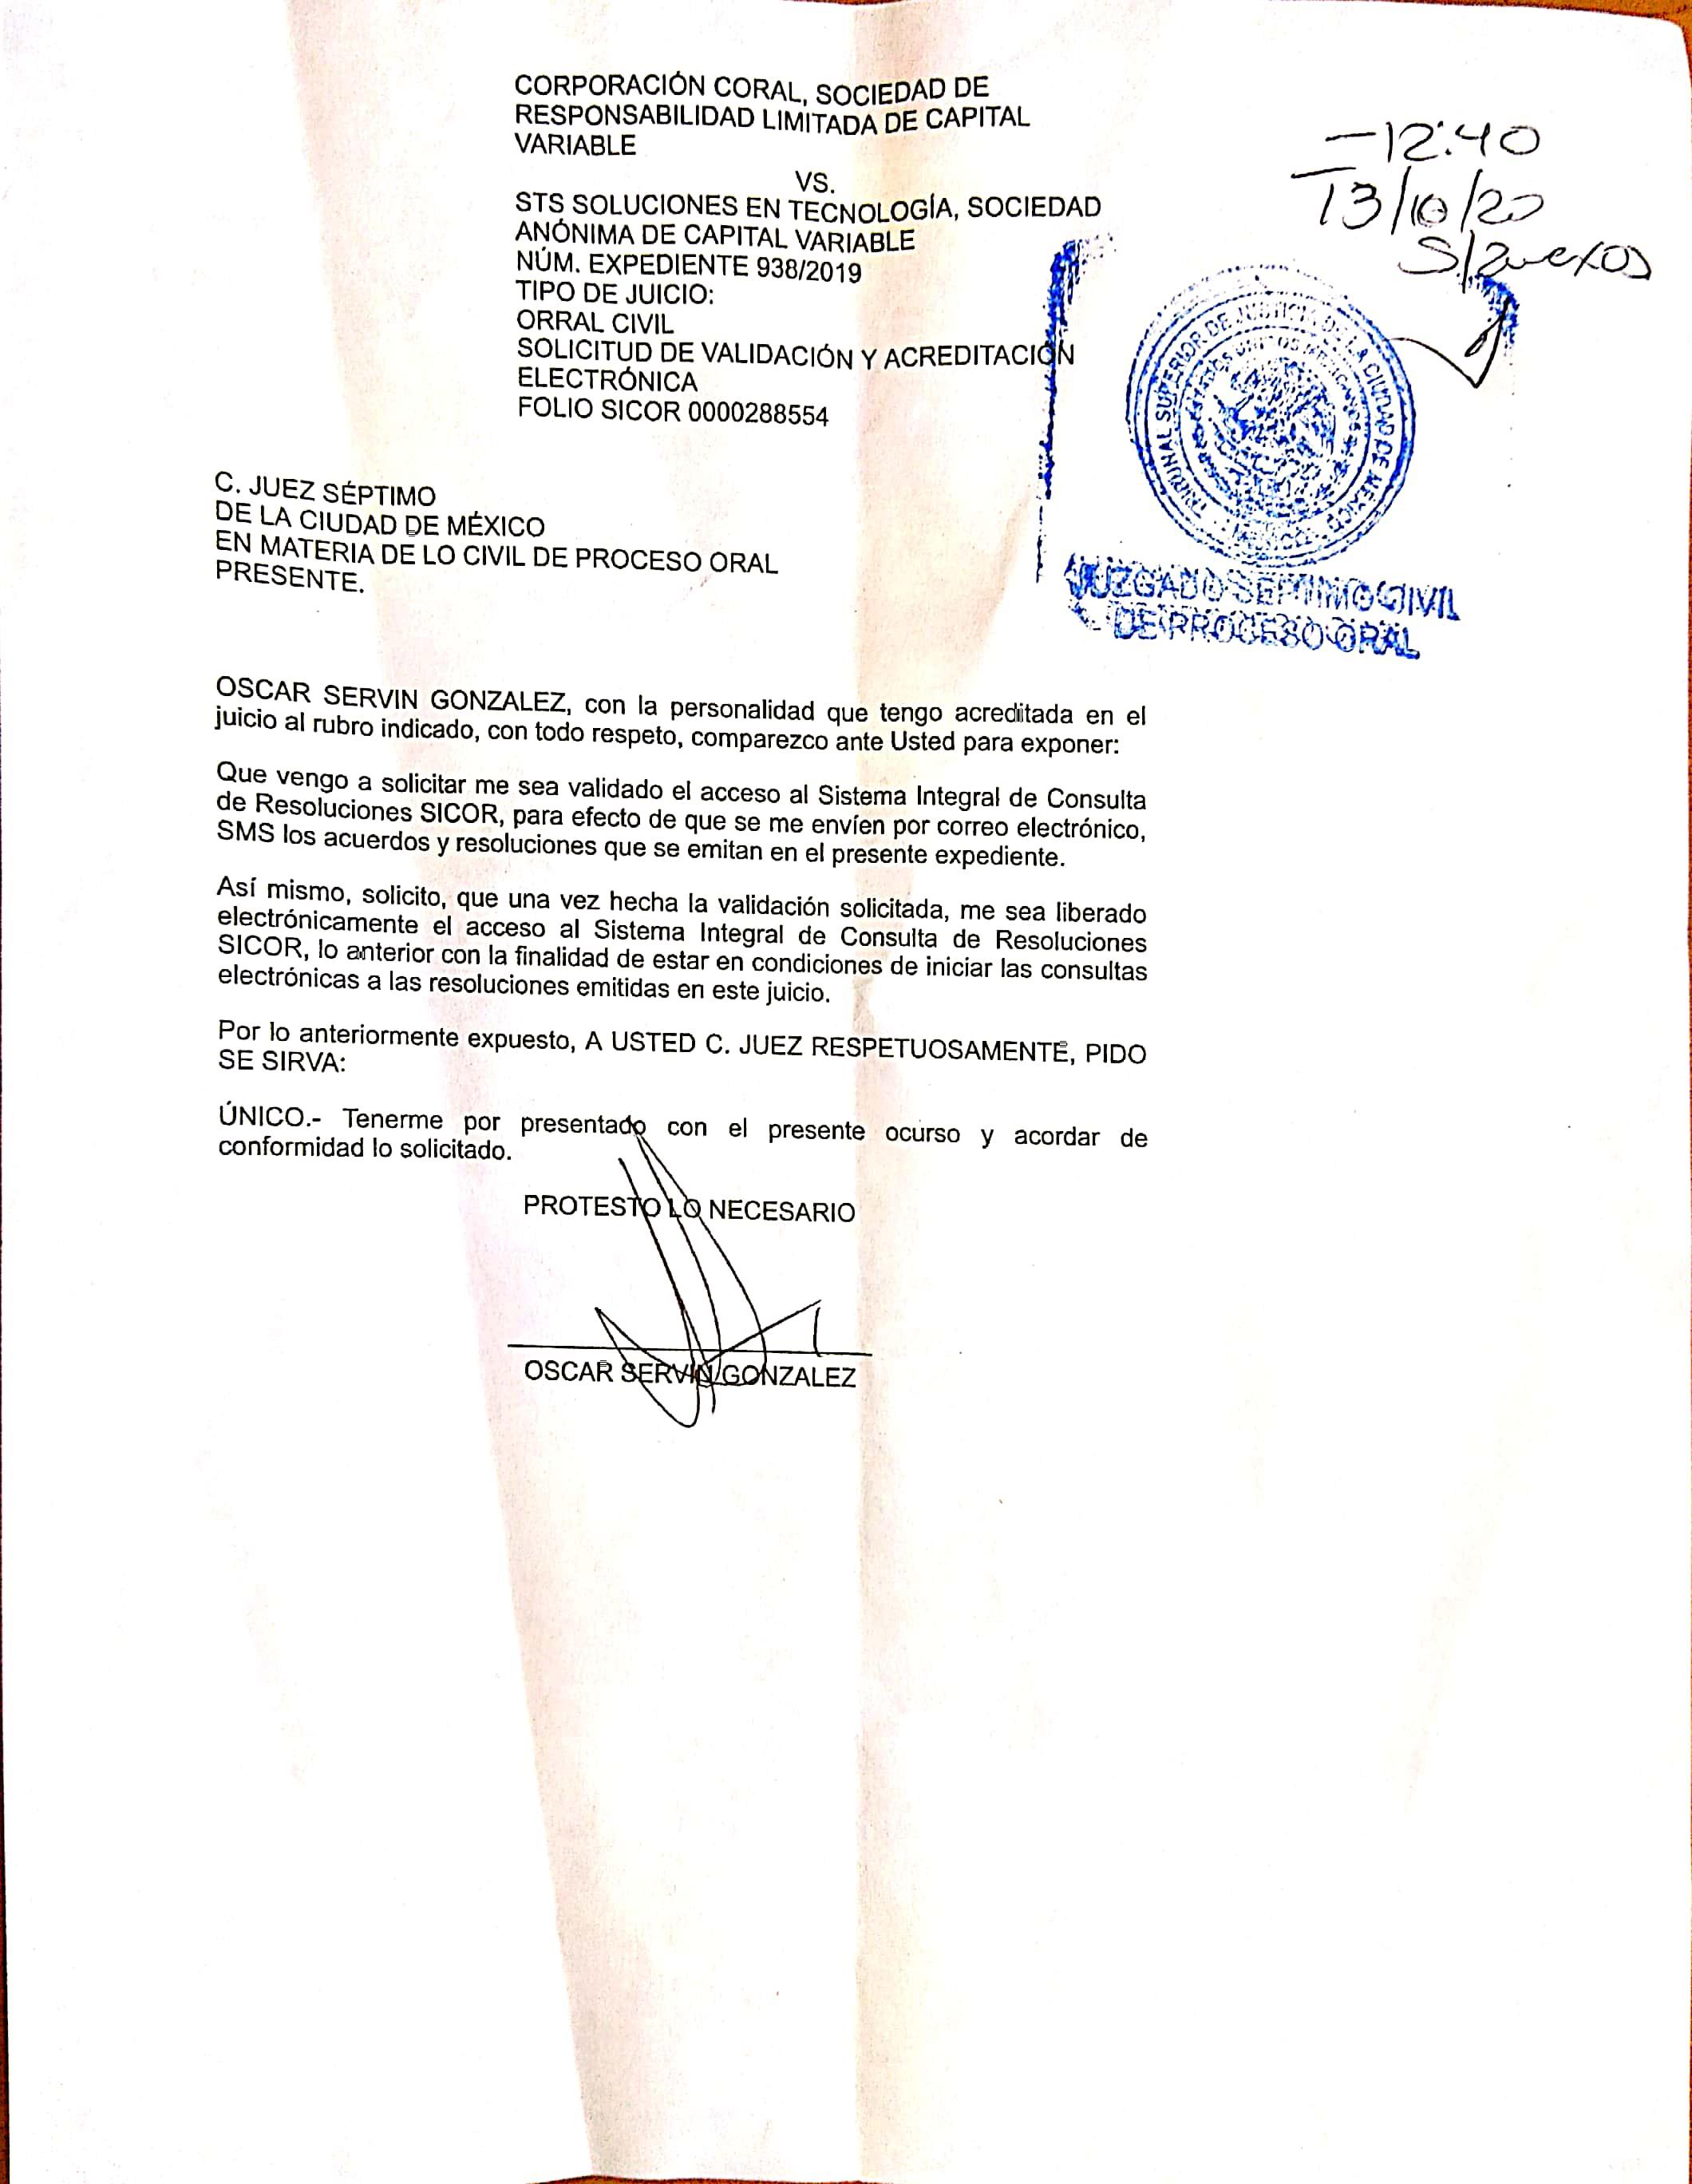 CORPORACIÓN CORAL, SOCIEDAD DE
RESPONSABILIDAD LIMITADA DE CAPITAL
VARIABLE
VS.
STS SOLUCIONES EN TECNOLOGÍA, SOCIEDAD
ANÓNIMA DE CAPITAL VARIABLE
NÚM. EXPEDIENTE 938/2019
TIPO DE JUICIO:
ORRAL CIVIL
SOLICITUD DE VALIDACIÓN Y ACREDITACIÓN
ELECTRÓNICA
FOLIO SICOR 0000288554
12:40
13/10/20
TRIBUNAL SUPERIOR DE JUSTICIA DE LA CIUDAD DE MÉXICO
ESTADOS UNIDOS MEXICANOS
JUZGADO SEPTIMO CIVIL
DE PROCESO ORAL
C. JUEZ SÉPTIMO
DE LA CIUDAD DE MÉXICO
EN MATERIA DE LO CIVIL DE PROCESO ORAL
PRESENTE.
OSCAR SERVIN GONZALEZ, con la personalidad que tengo acreditada en el
juicio al rubro indicado, con todo respeto, comparezco ante Usted para exponer:
Que vengo a solicitar me sea validado el acceso al Sistema Integral de Consulta
de Resoluciones SICOR, para efecto de que se me envíen por correo electrónico,
SMS los acuerdos y resoluciones que se emitan en el presente expediente.
Así mismo, solicito, que una vez hecha la validación solicitada, me sea liberado
electrónicamente el acceso al Sistema Integral de Consulta de Resoluciones
SICOR, lo anterior con la finalidad de estar en condiciones de iniciar las consultas
electrónicas a las resoluciones emitidas en este juicio.
Por lo anteriormente expuesto, A USTED C. JUEZ RESPETUOSAMENTE, PIDO
SE SIRVA:
ÚNICO.- Tenerme por presentado con el presente ocurso y acordar de
conformidad lo solicitado.
PROTESTO LO NECESARIO
OSCAR SERVIN GONZALEZ